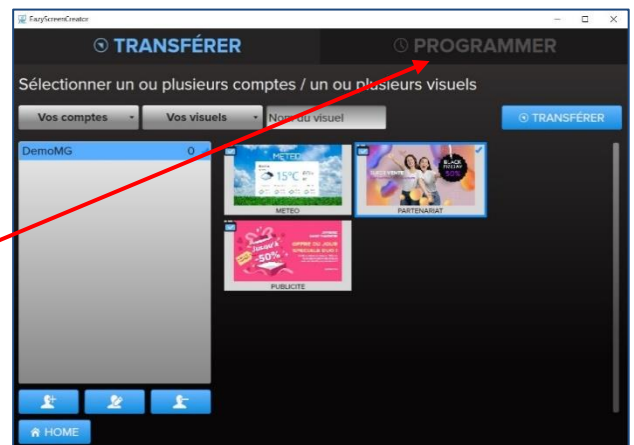 EazyScreenCreator
TRANSFÉRER
PROGRAMMER
Sélectionner un ou plusieurs comptes / un ou plusieurs visuels
Vos comptes
Vos visuels
Nom du visuel
TRANSFÉRER
DemoMG 0
METEO
15°C
METEO
BLACK
FRIDAY
50%
PARTENARIAT
JUSQU'À
-50%
OFFRE DU JOUR
PUBLICITE
HOME